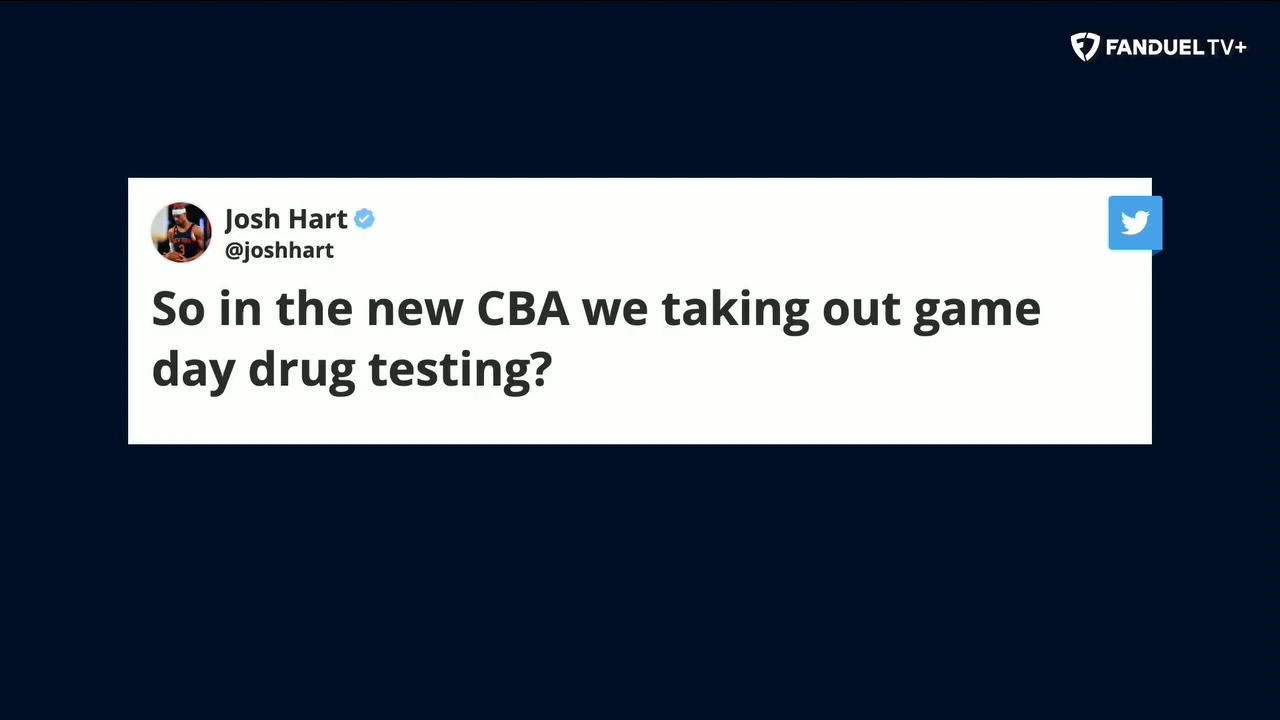 FANDUEL TV+
Josh Hart
@joshhart
So in the new CBA we taking out game
day drug testing?